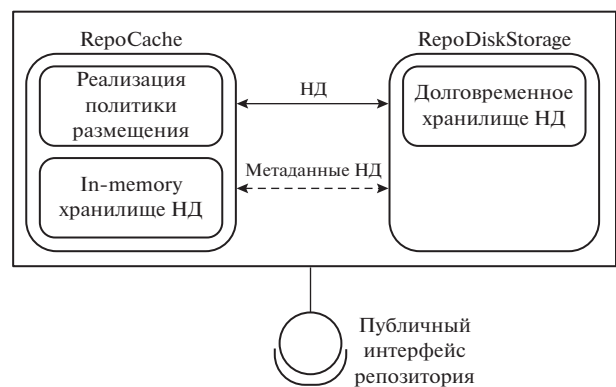 RepoCache
RepoDiskStorage
Реализация
политики
размещения
НД
Долговременное
хранилище НД
In-memory
хранилище НД
Метаданные НД
Публичный
интерфейс
репозитория